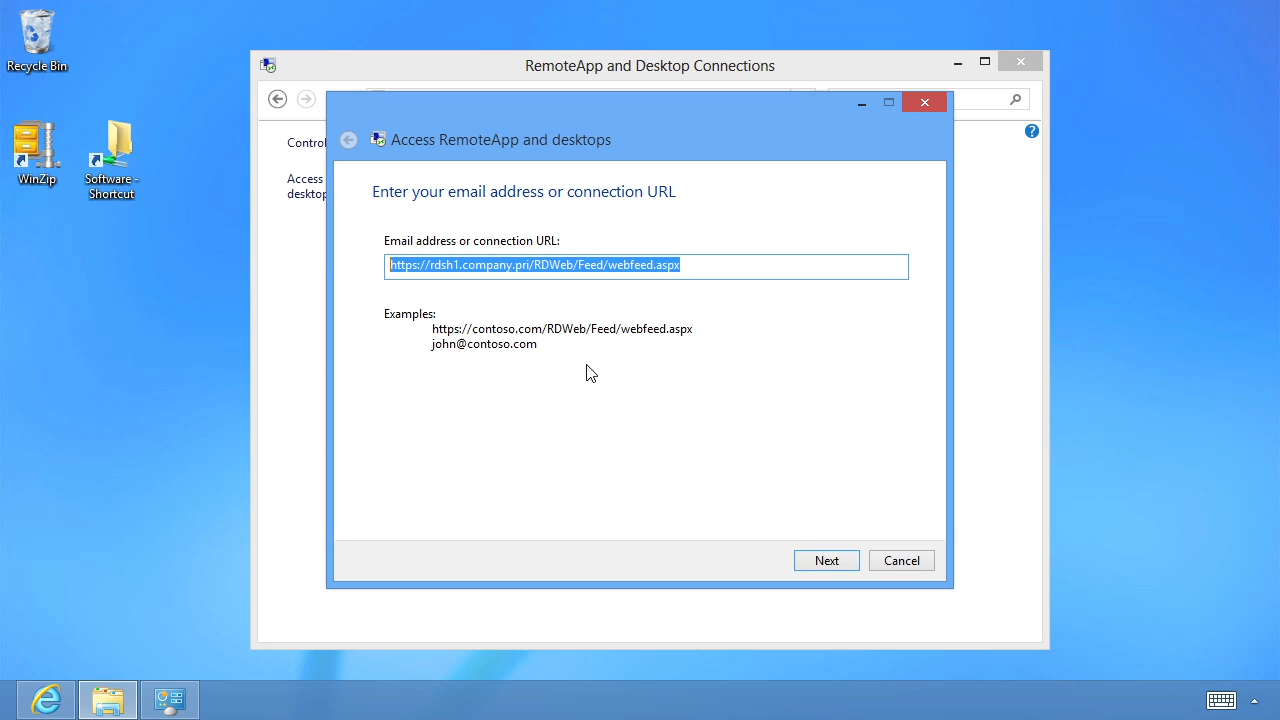 Recycle Bin
WinZip
Software -
Shortcut
RemoteApp and Desktop Connections
Control
Access
desktop
Access RemoteApp and desktops
Enter your email address or connection URL
Email address or connection URL:
https://rdsh1.company.pri/RDWeb/Feed/webfeed.aspx
Examples:
https://contoso.com/RDWeb/Feed/webfeed.aspx
john@contoso.com
Next
Cancel